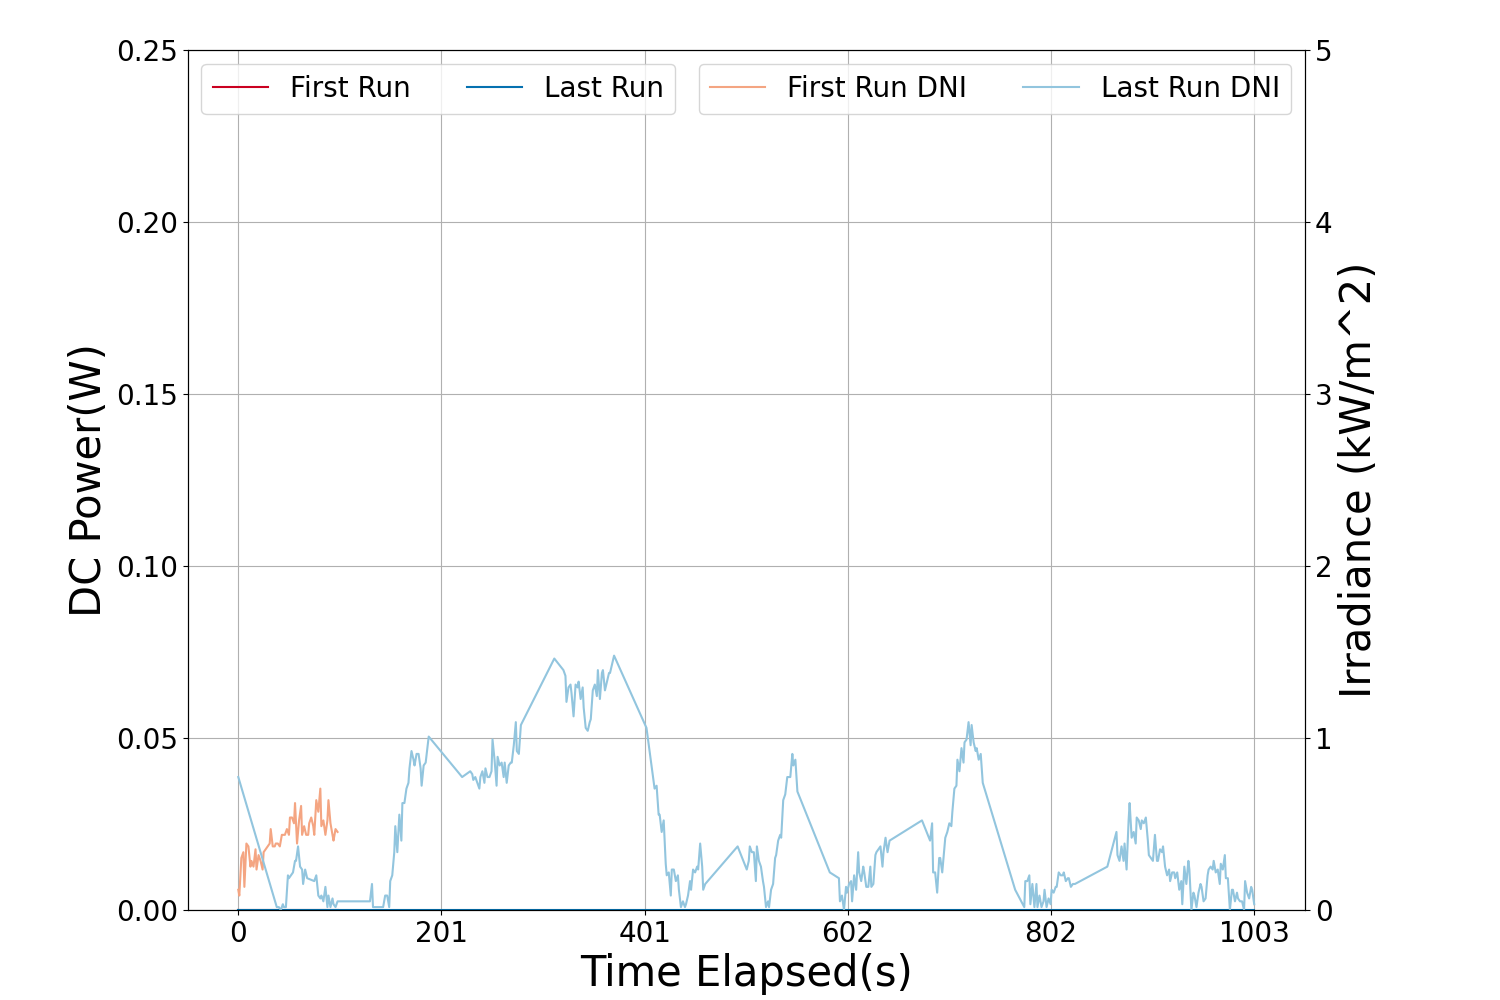 First Run Last Run First Run DNI Last Run DNI
DC Power(W)
0.25
0.20
0.15
0.10
0.05
0.00
5
4
3
2
1
0
Irradiance (kW/m^2)
0 201 401 602 802 1003
Time Elapsed(s)